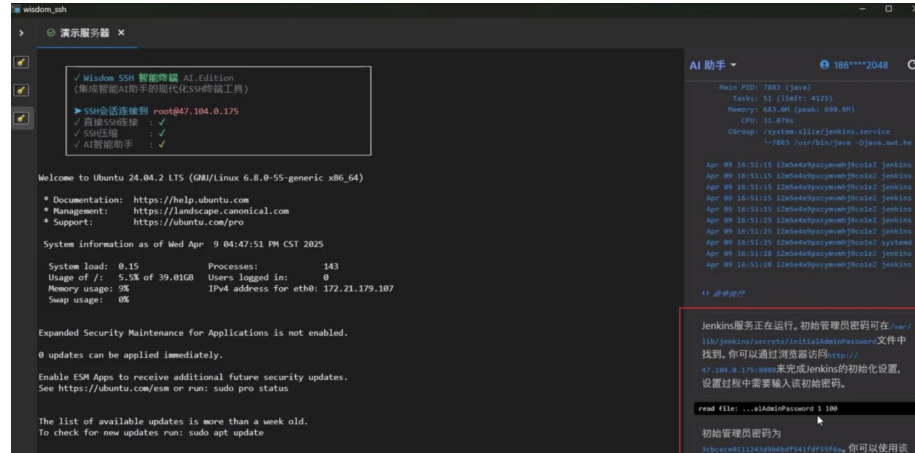 wisdom_ssh
演示服务器 ×
√ Wisdom SSH 智能终端 AI.Edition
(集成智能AI助手的现代化SSH终端工具)
►SSH会话连接到 root@47.104.0.175
√ 直接SSH连接 : √
√ SSH压缩 : √
√ AI智能助手 : √
Welcome to Ubuntu 24.04.2 LTS (GNU/Linux 6.8.0-55-generic x86_64)
* Documentation: https://help.ubuntu.com
* Management: https://landscape.canonical.com
* Support: https://ubuntu.com/pro
System information as of Wed Apr 9 04:47:51 PM CST 2025
System load: 0.15 Processes: 143
Usage of /: 5.5% of 39.01GB Users logged in: 0
Memory usage: 9% IPv4 address for eth0: 172.21.179.107
Swap usage: 0%
Expanded Security Maintenance for Applications is not enabled.
0 updates can be applied immediately.
Enable ESM Apps to receive additional future security updates.
See https://ubuntu.com/esm or run: sudo pro status
The list of available updates is more than a week old.
To check for new updates run: sudo apt update
AI 助手
186****2048
Main PID: 7883 (java)
Tasks: 51 (limit: 4125)
Memory: 683.0M (peak: 690.9M)
CPU: 31.079s
CGroup: /system.slice/jenkins.service
└─7883 /usr/bin/java -Djava.awt.he
Apr 09 16:51:15 jenkins
Apr 09 16:51:15 jenkins
Apr 09 16:51:15 jenkins
Apr 09 16:51:15 jenkins
Apr 09 16:51:25 jenkins
Apr 09 16:51:25 jenkins
Apr 09 16:51:25 jenkins
Apr 09 16:51:25 systemd
Apr 09 16:51:28 jenkins
Apr 09 16:51:28 jenkins
命令执行
Jenkins服务正在运行。初始管理员密码可在/var/
lib/jenkins/secrets/initialAdminPassword文件中
找到。你可以通过浏览器访问http://
47.104.0.175:8080来完成Jenkins的初始化设置，
设置过程中需要输入该初始密码。
read file: ...alAdminPassword 1 100
初始管理员密码为
。你可以使用该